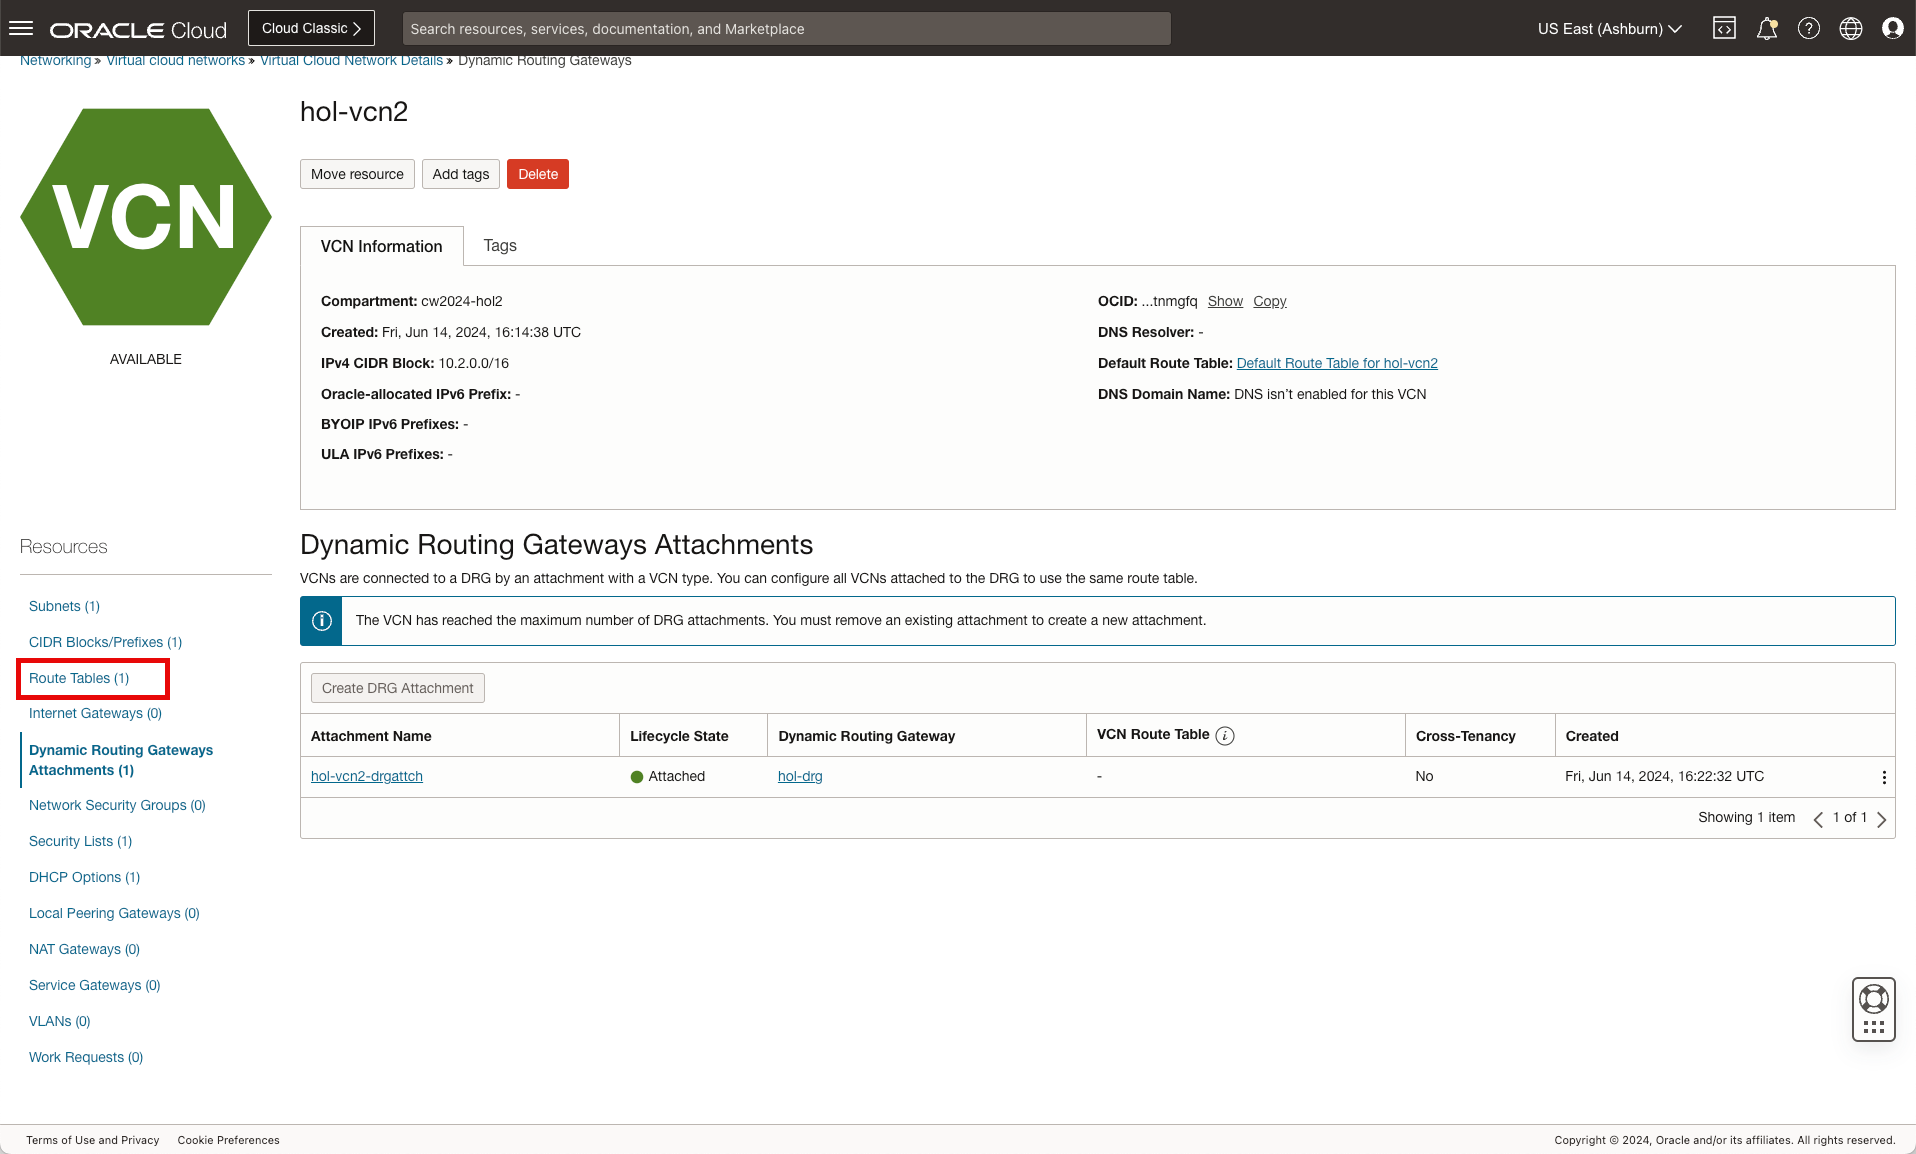 ORACLE Cloud
Cloud Classic
Search resources, services, documentation, and Marketplace
US East (Ashburn)
Networking » Virtual cloud networks » Virtual Cloud Network Details » Dynamic Routing Gateways
VCN
AVAILABLE
hol-vcn2
Move resource
Add tags
Delete
VCN Information
Tags
Compartment: cw2024-hol2
Created: Fri, Jun 14, 2024, 16:14:38 UTC
IPv4 CIDR Block: 10.2.0.0/16
Oracle-allocated IPv6 Prefix: -
BYOIP IPv6 Prefixes: -
ULA IPv6 Prefixes: -
OCID: ...tnmgfq Show Copy
DNS Resolver: -
Default Route Table: Default Route Table for hol-vcn2
DNS Domain Name: DNS isn't enabled for this VCN
Resources
Subnets (1)
CIDR Blocks/Prefixes (1)
Route Tables (1)
Internet Gateways (0)
Dynamic Routing Gateways
Attachments (1)
Network Security Groups (0)
Security Lists (1)
DHCP Options (1)
Local Peering Gateways (0)
NAT Gateways (0)
Service Gateways (0)
VLANs (0)
Work Requests (0)
Dynamic Routing Gateways Attachments
VCNs are connected to a DRG by an attachment with a VCN type. You can configure all VCNs attached to the DRG to use the same route table.
The VCN has reached the maximum number of DRG attachments. You must remove an existing attachment to create a new attachment.
Create DRG Attachment
Attachment Name Lifecycle State Dynamic Routing Gateway VCN Route Table Cross-Tenancy Created
hol-vcn2-drgattch Attached hol-drg - No Fri, Jun 14, 2024, 16:22:32 UTC
Showing 1 item 1 of 1
Terms of Use and Privacy Cookie Preferences
Copyright © 2024, Oracle and/or its affiliates. All rights reserved.